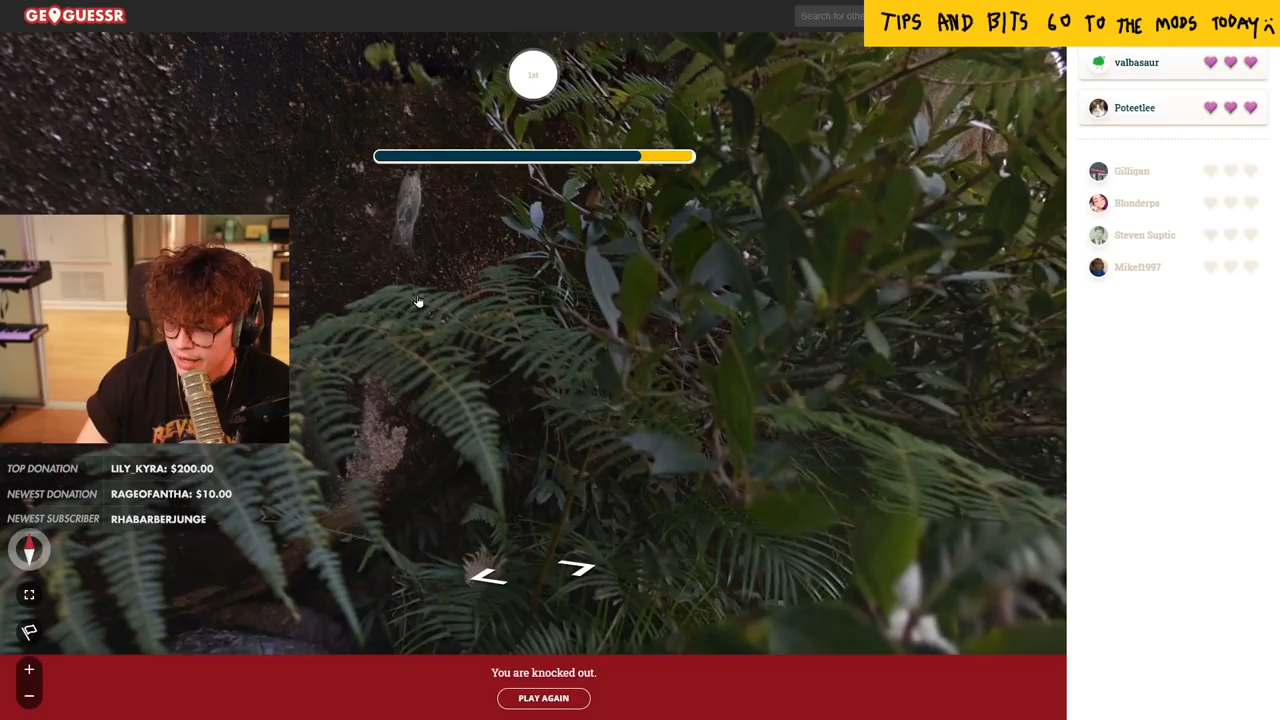 GEOGUESSR
Search for othe
TIPS AND BITS GO TO THE MODS TODAY :(
1st
valbasaur
Poteetlee
Gilligan
Blonderps
Steven Suptic
Mikef1997
TOP DONATION LILY_KYRA: $200.00
NEWEST DONATION RAGEOFANTHA: $10.00
NEWEST SUBSCRIBER RHABARBERJUNGE
You are knocked out.
PLAY AGAIN